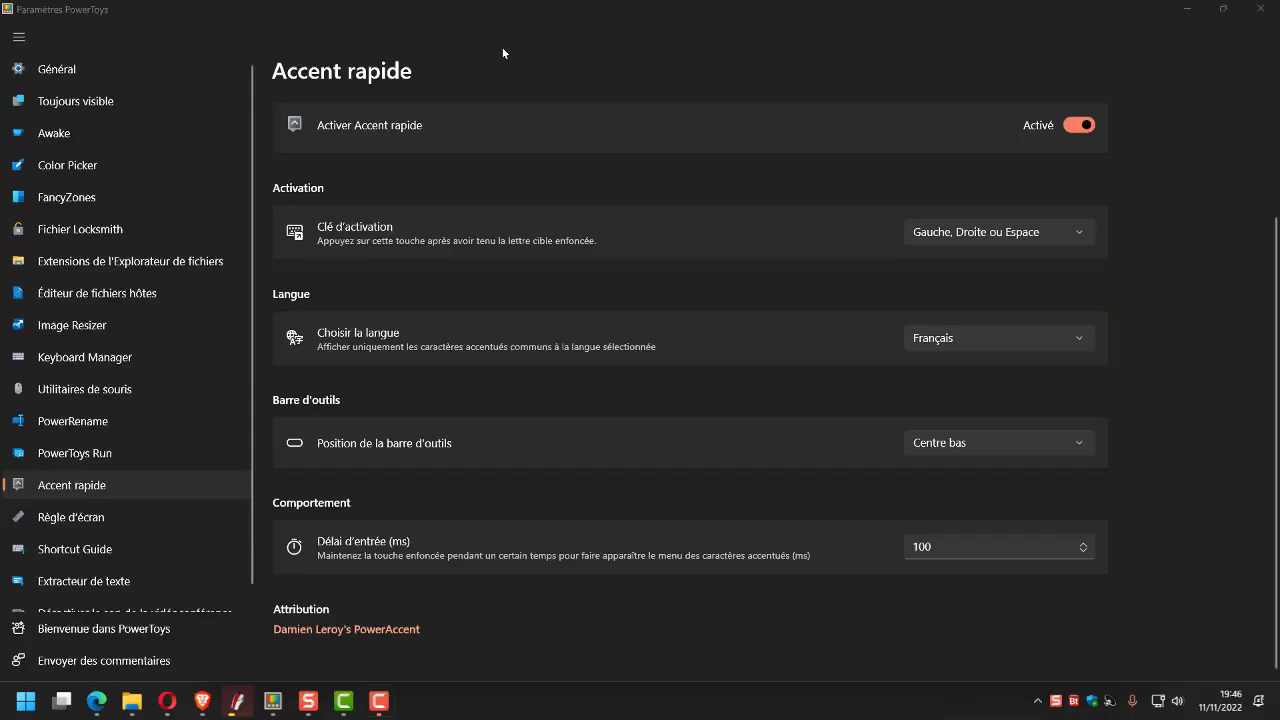 Paramètres PowerToys
Général
Toujours visible
Awake
Color Picker
FancyZones
Fichier Locksmith
Extensions de l'Explorateur de fichiers
Éditeur de fichiers hôtes
Image Resizer
Keyboard Manager
Utilitaires de souris
PowerRename
PowerToys Run
Accent rapide
Règle d'écran
Shortcut Guide
Extracteur de texte
Désactiver le son de la vidéoconférence
Bienvenue dans PowerToys
Envoyer des commentaires
Accent rapide
Activer Accent rapide
Activé
Activation
Clé d'activation
Appuyez sur cette touche après avoir tenu la lettre cible enfoncée.
Gauche, Droite ou Espace
Langue
Choisir la langue
Afficher uniquement les caractères accentués communs à la langue sélectionnée
Français
Barre d'outils
Position de la barre d'outils
Centre bas
Comportement
Délai d'entrée (ms)
Maintenez la touche enfoncée pendant un certain temps pour faire apparaître le menu des caractères accentués (ms)
100
Attribution
Damien Leroy's PowerAccent
19:46
11/11/2022